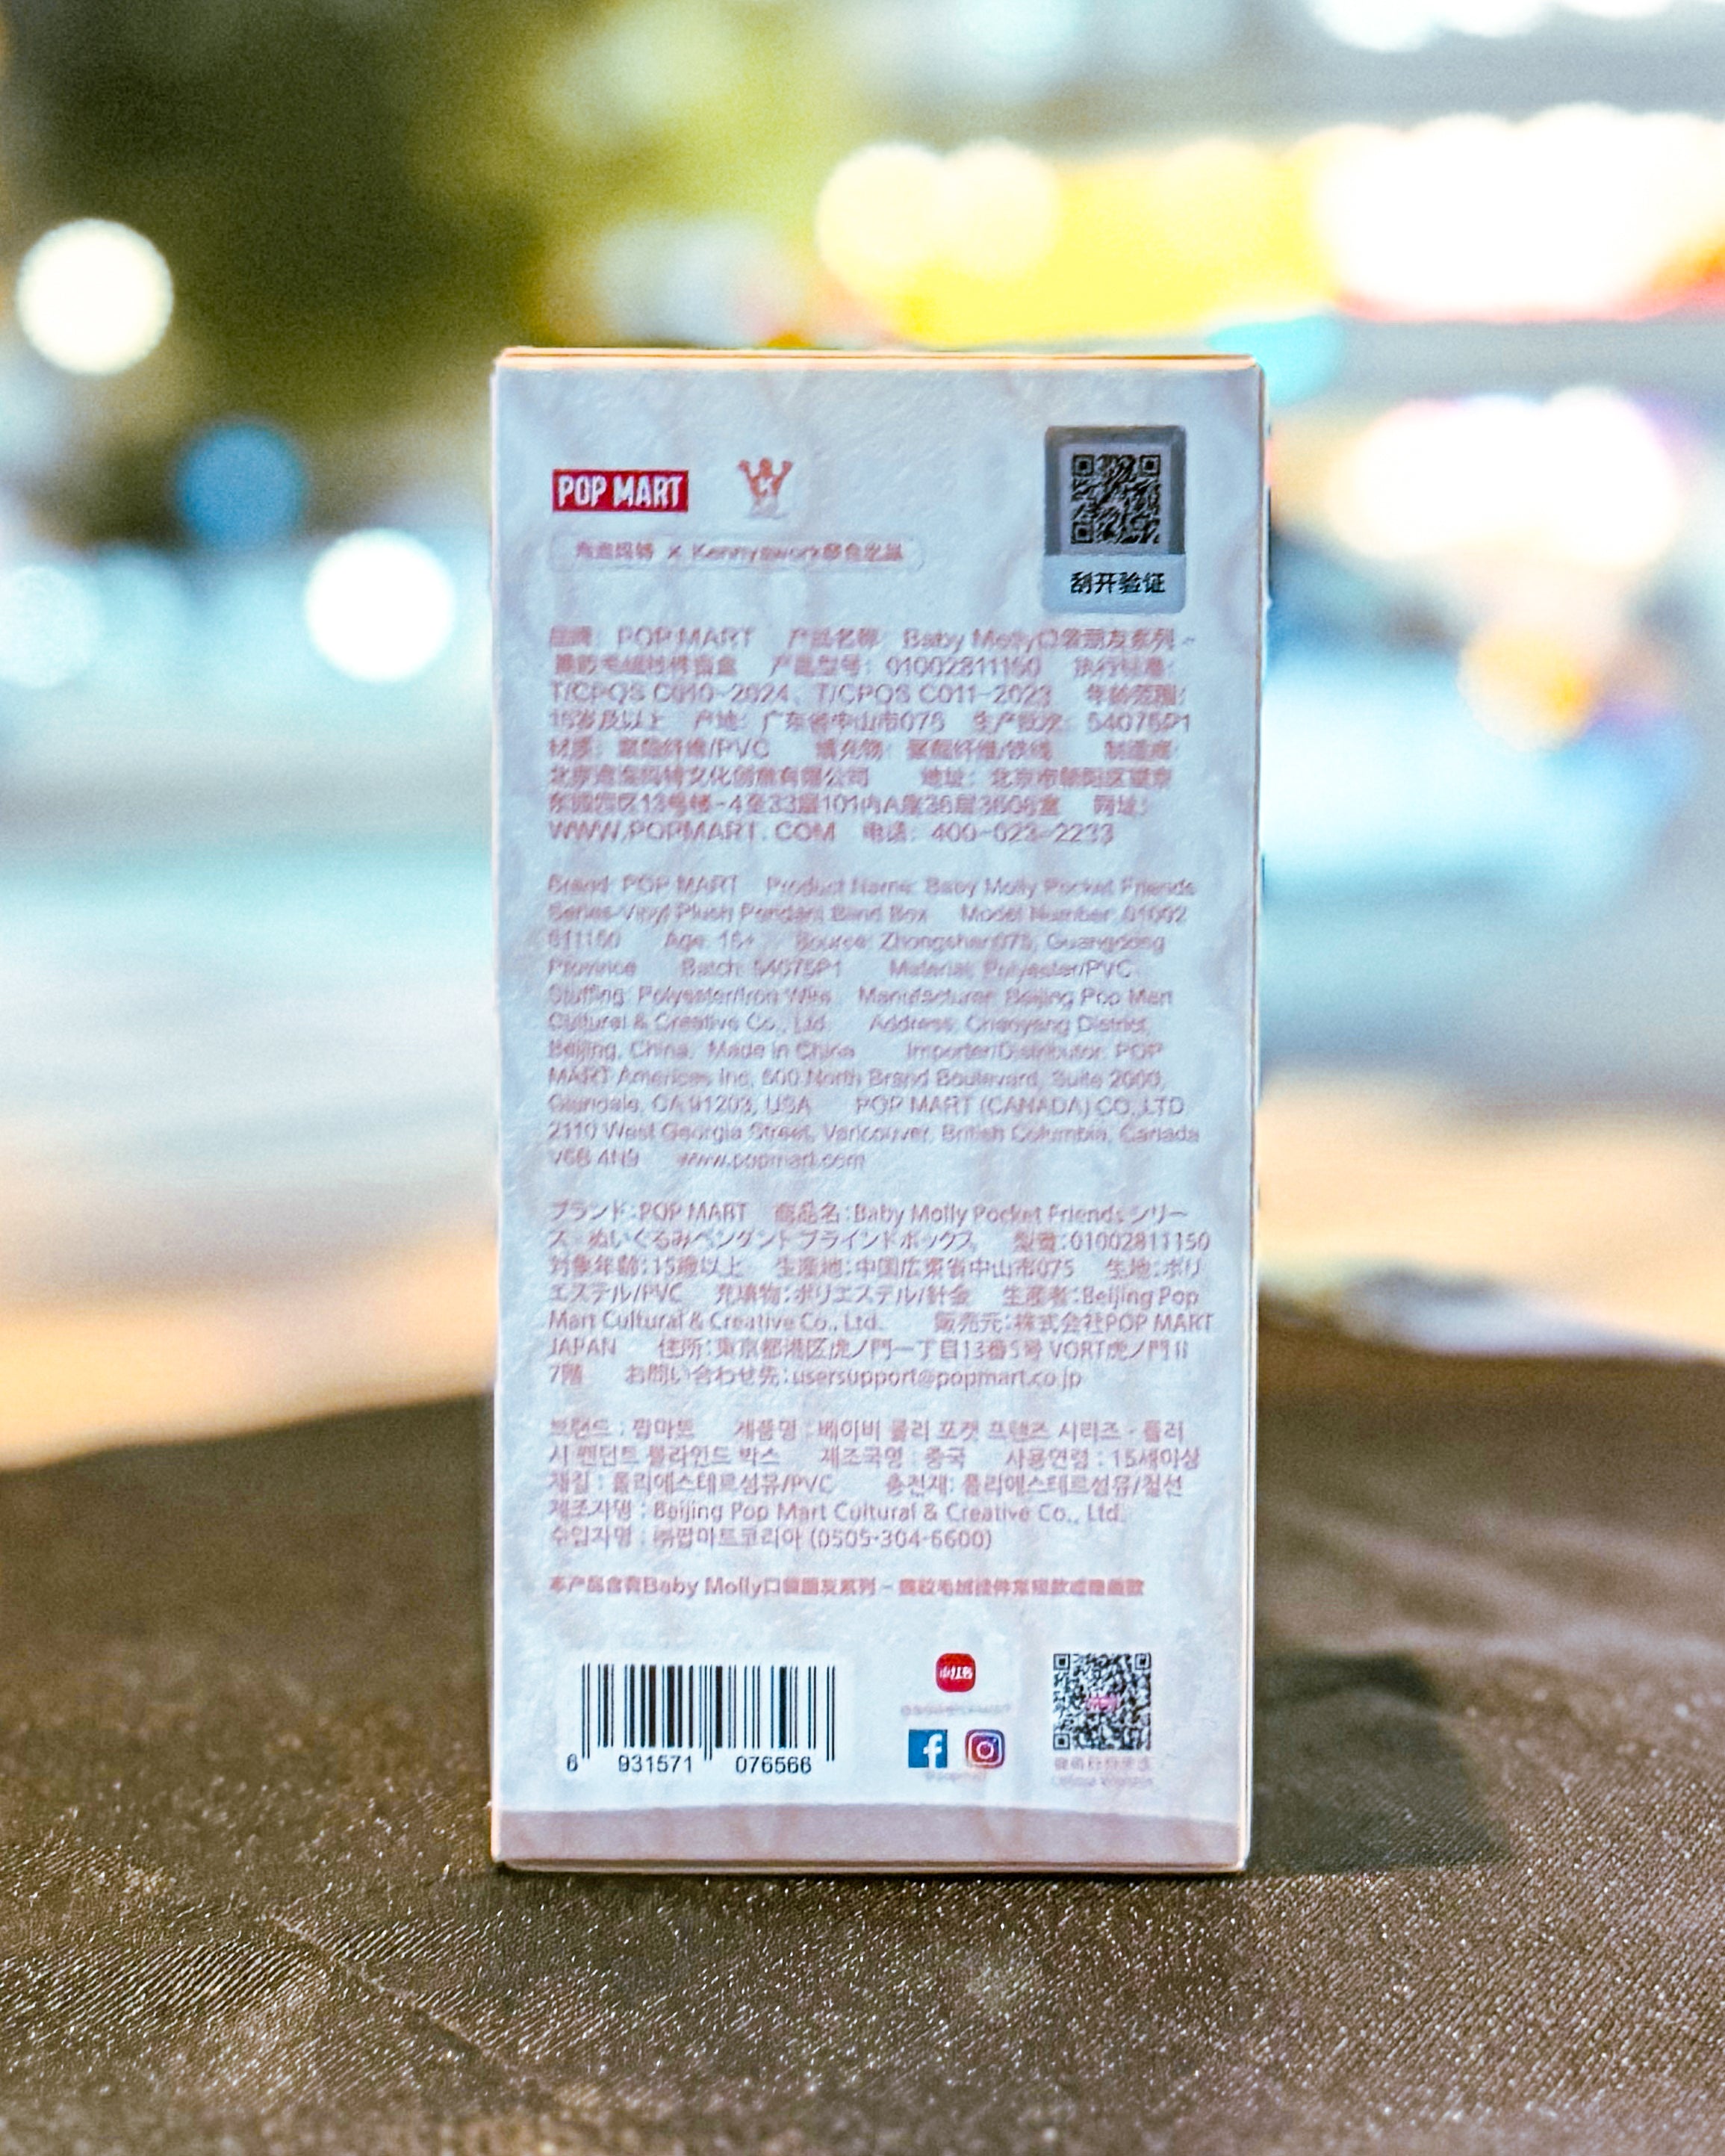 POP MART
泡泡玛特 × Kennyswork联合出品
刮开验证
品牌: POP MART 产品名称: Baby Molly口袋朋友系列-
搪胶毛绒挂件盲盒 产品型号: 01002811150 执行标准:
T/CPQS C010-2024、T/CPQS C011-2023 年龄范围:
15岁及以上 产地: 广东省中山市075 生产批次: 54075P1
材质: 聚酯纤维/PVC 填充物: 聚酯纤维/铁线 制造商:
北京泡泡玛特文化创意有限公司 地址: 北京市朝阳区望京
东园四区13号楼-4至33层101内A座36层3606室 网址:
WWW.POPMART.COM 电话: 400-023-2233
Brand: POP MART Product Name: Baby Molly Pocket Friends
Series-Vinyl Plush Pendant Blind Box Model Number: 01002
811150 Age: 15+ Source: Zhongshan075, Guangdong
Province Batch: 54075P1 Material: Polyester/PVC
Stuffing: Polyester/Iron Wire Manufacturer: Beijing Pop Mart
Cultural & Creative Co., Ltd. Address: Chaoyang District,
Beijing, China. Made in China Importer/Distributor: POP
MART Americas Inc, 500 North Brand Boulevard, Suite 2000,
Glendale, CA 91203, USA POP MART (CANADA) CO.,LTD
2110 West Georgia Street, Vancouver, British Columbia, Canada
V6B 4N9 www.popmart.com
ブランド:POP MART 商品名:Baby Molly Pocket Friends シリー
ズ - ぬいぐるみペンダント ブラインドボックス 型番:01002811150
対象年齢:15歳以上 生産地:中国広東省中山市075 生地:ポリ
エステル/PVC 充填物:ポリエステル/針金 生産者:Beijing Pop
Mart Cultural & Creative Co., Ltd. 販売元:株式会社POP MART
JAPAN 住所:東京都港区虎ノ門一丁目13番5号 VORT虎ノ門II
7階 お問い合わせ先:usersupport@popmart.co.jp
브랜드 : 팝마트 제품명 : 베이비 몰리 포켓 프렌즈 시리즈 - 플러
시 펜던트 블라인드 박스 제조국명 : 중국 사용연령 : 15세이상
재질 : 폴리에스테르섬유/PVC 충전재: 폴리에스테르섬유/철선
제조자명 : Beijing Pop Mart Cultural & Creative Co., Ltd.
수입자명 : ㈜팝마트코리아 (0505-304-6600)
本产品含有Baby Molly口袋朋友系列-搪胶毛绒挂件常规款或隐藏款
小红书
6 931571 076566
@popmart